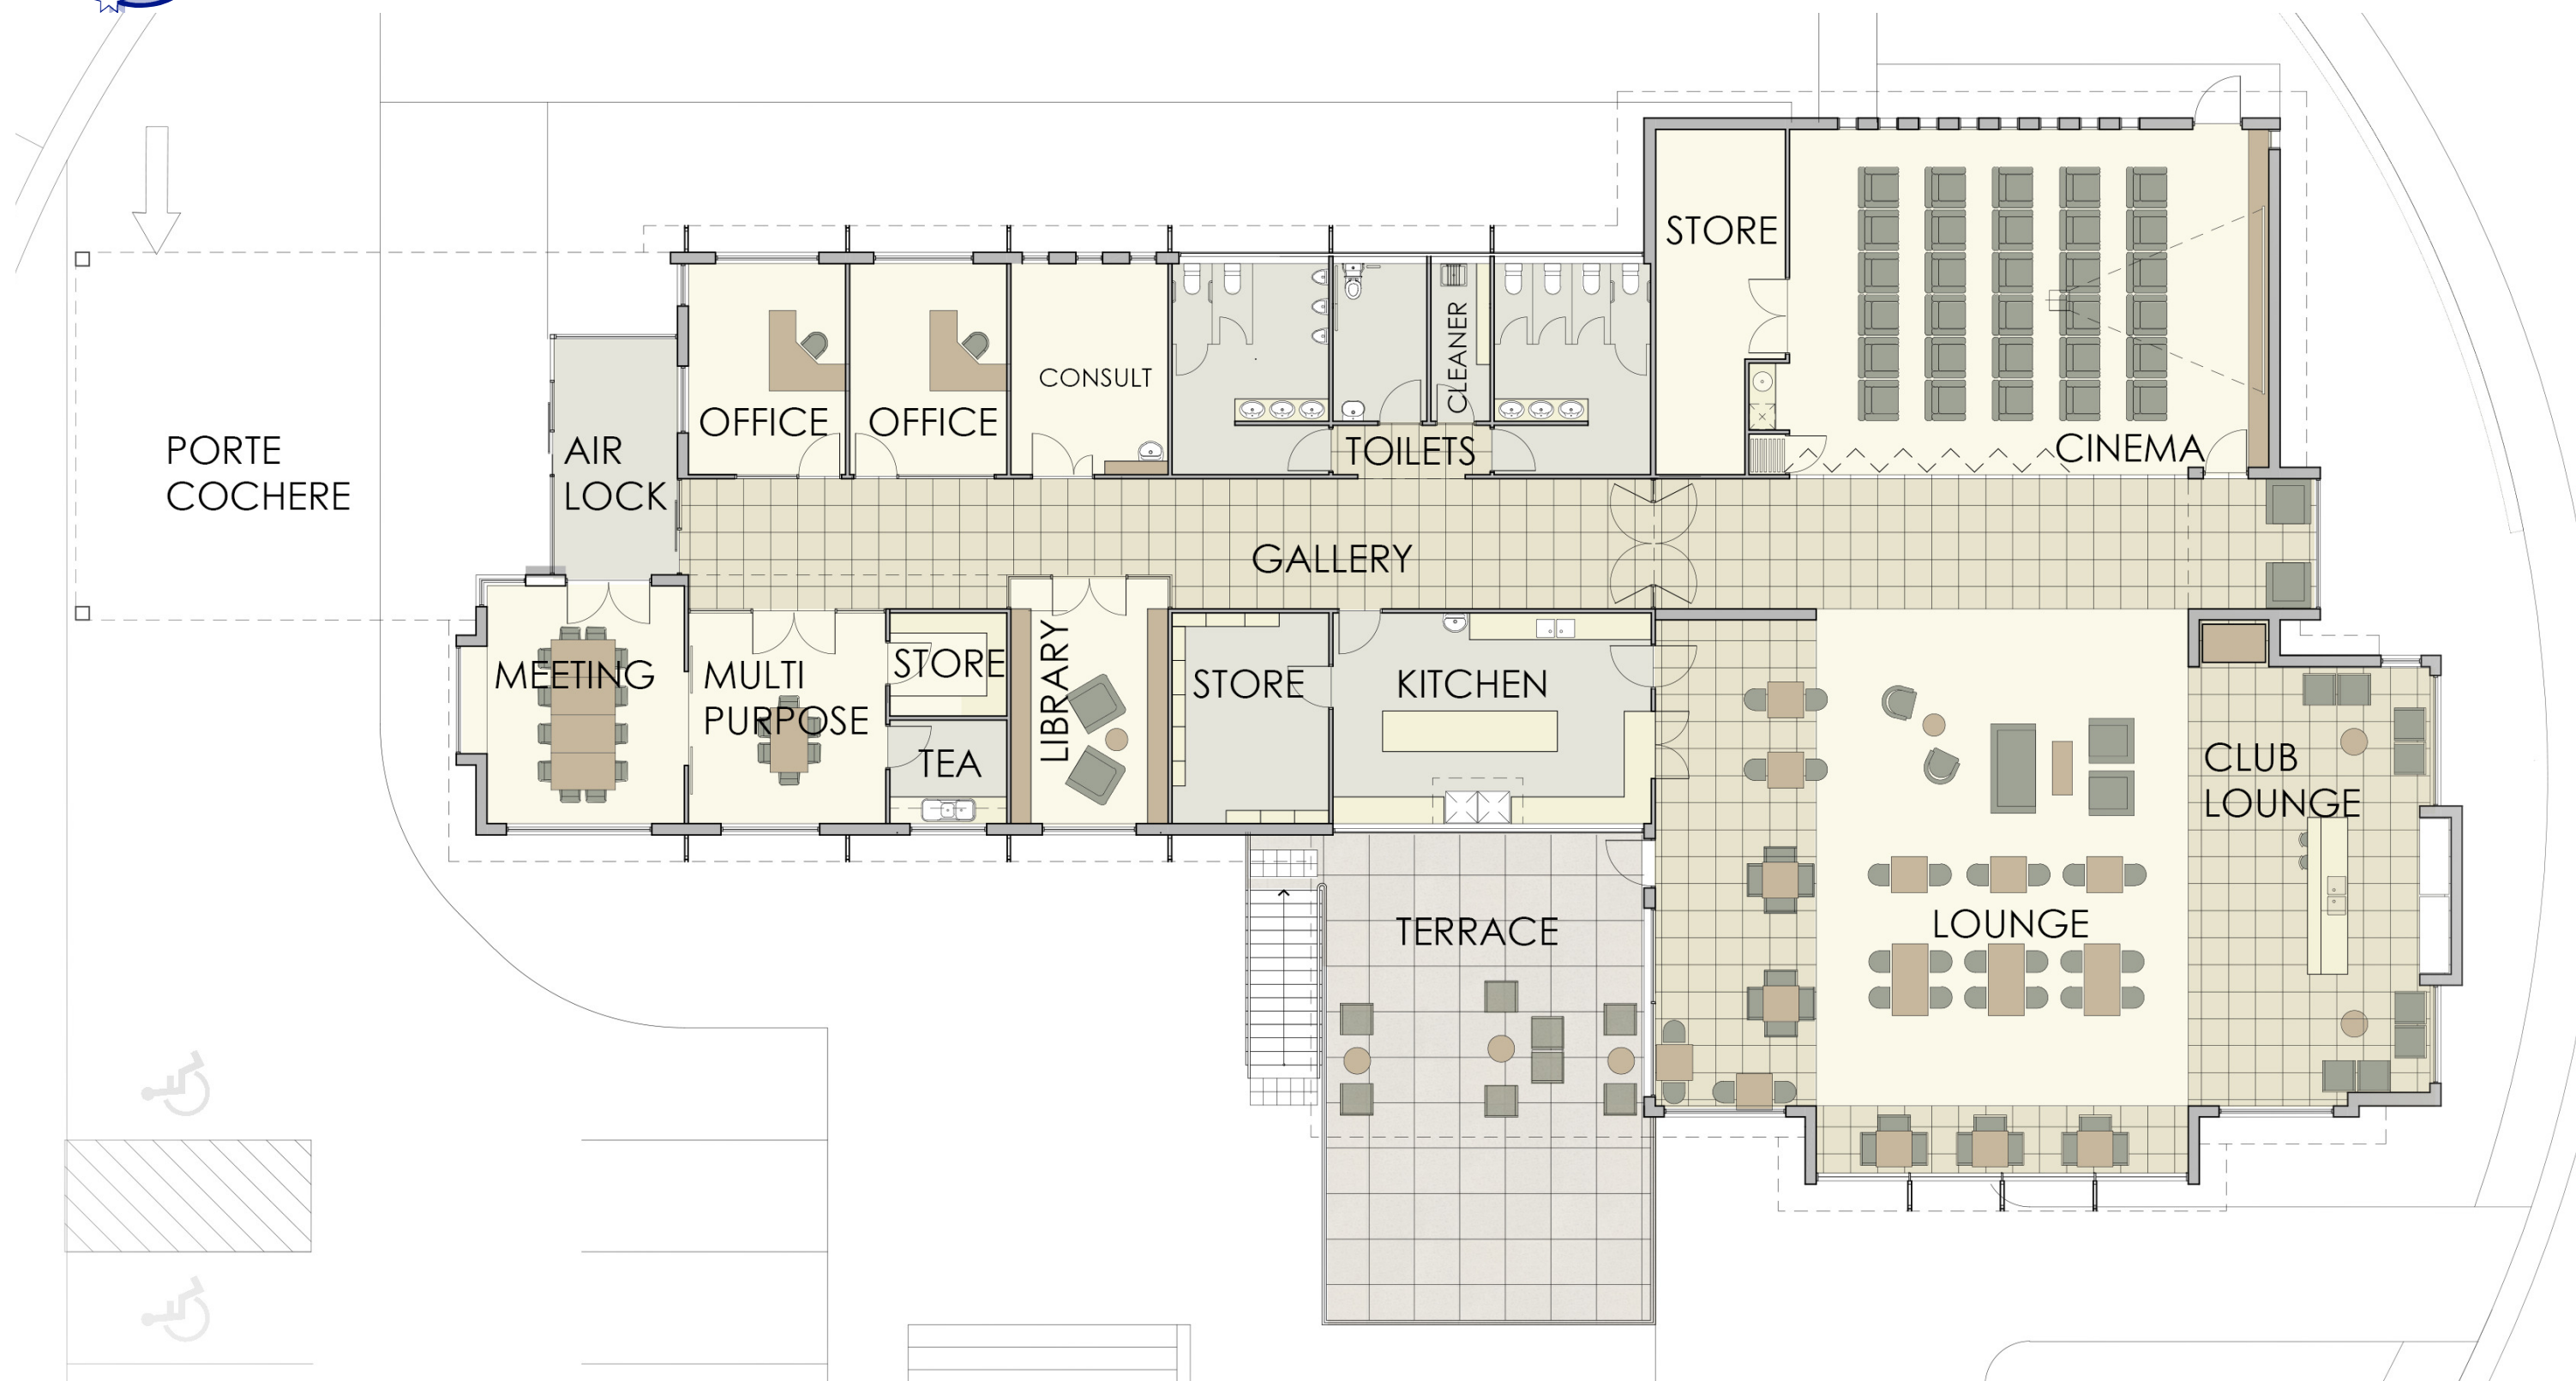 STORE
CONSULT
CLEANER
OFFICE
OFFICE
PORTE
COCHERE
AIR
LOCK
TOILETS
CINEMA
GALLERY
MEETING
MULTI
PURPOSE
STORE
TEA
LIBRARY
STORE
KITCHEN
CLUB
LOUNGE
TERRACE
LOUNGE